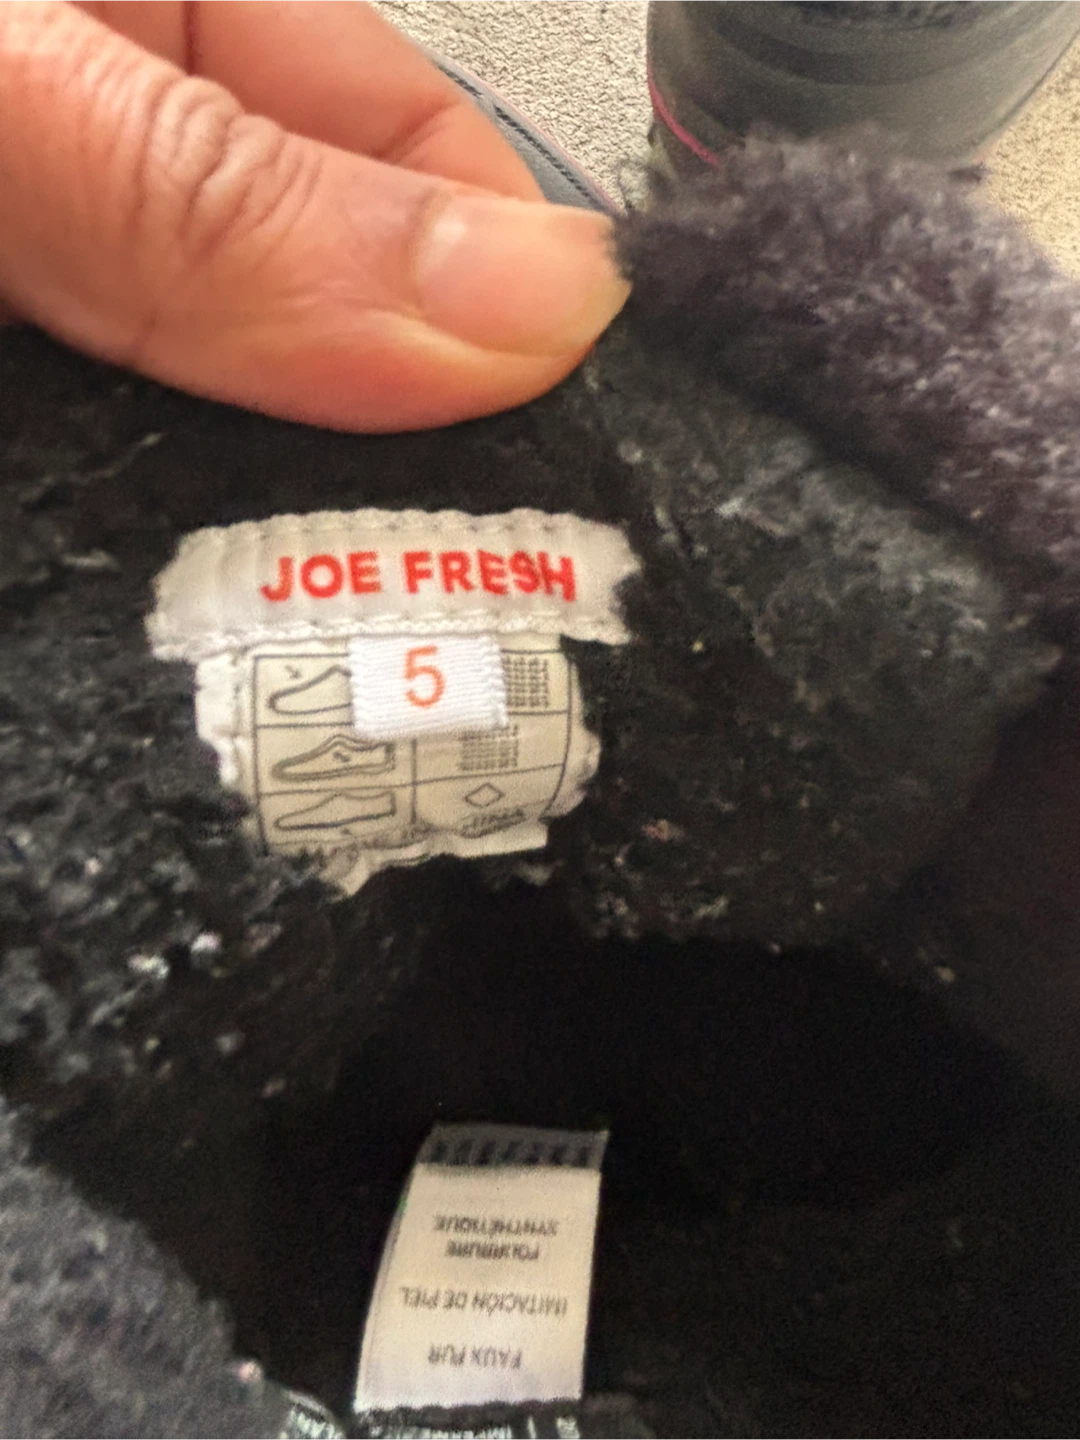 JOE FRESH
5
FAUX FUR
IMITACIÓN DE PIEL
FOURRURE
SYNTHÉTIQUE